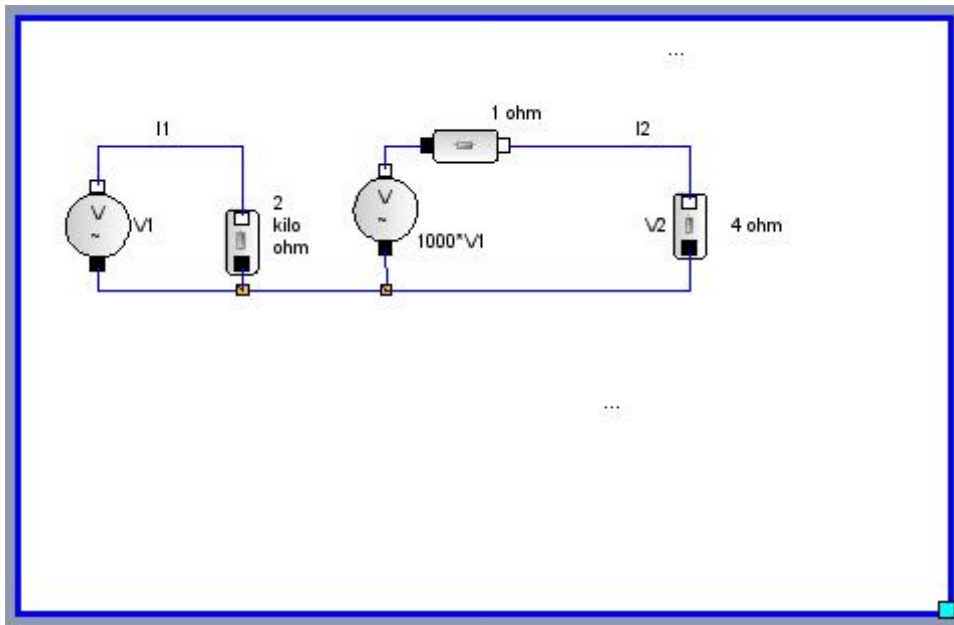 ...
1 ohm
I1
I2
V
~
V1
2
kilo
ohm
V
~
1000*V1
V2
4 ohm
...